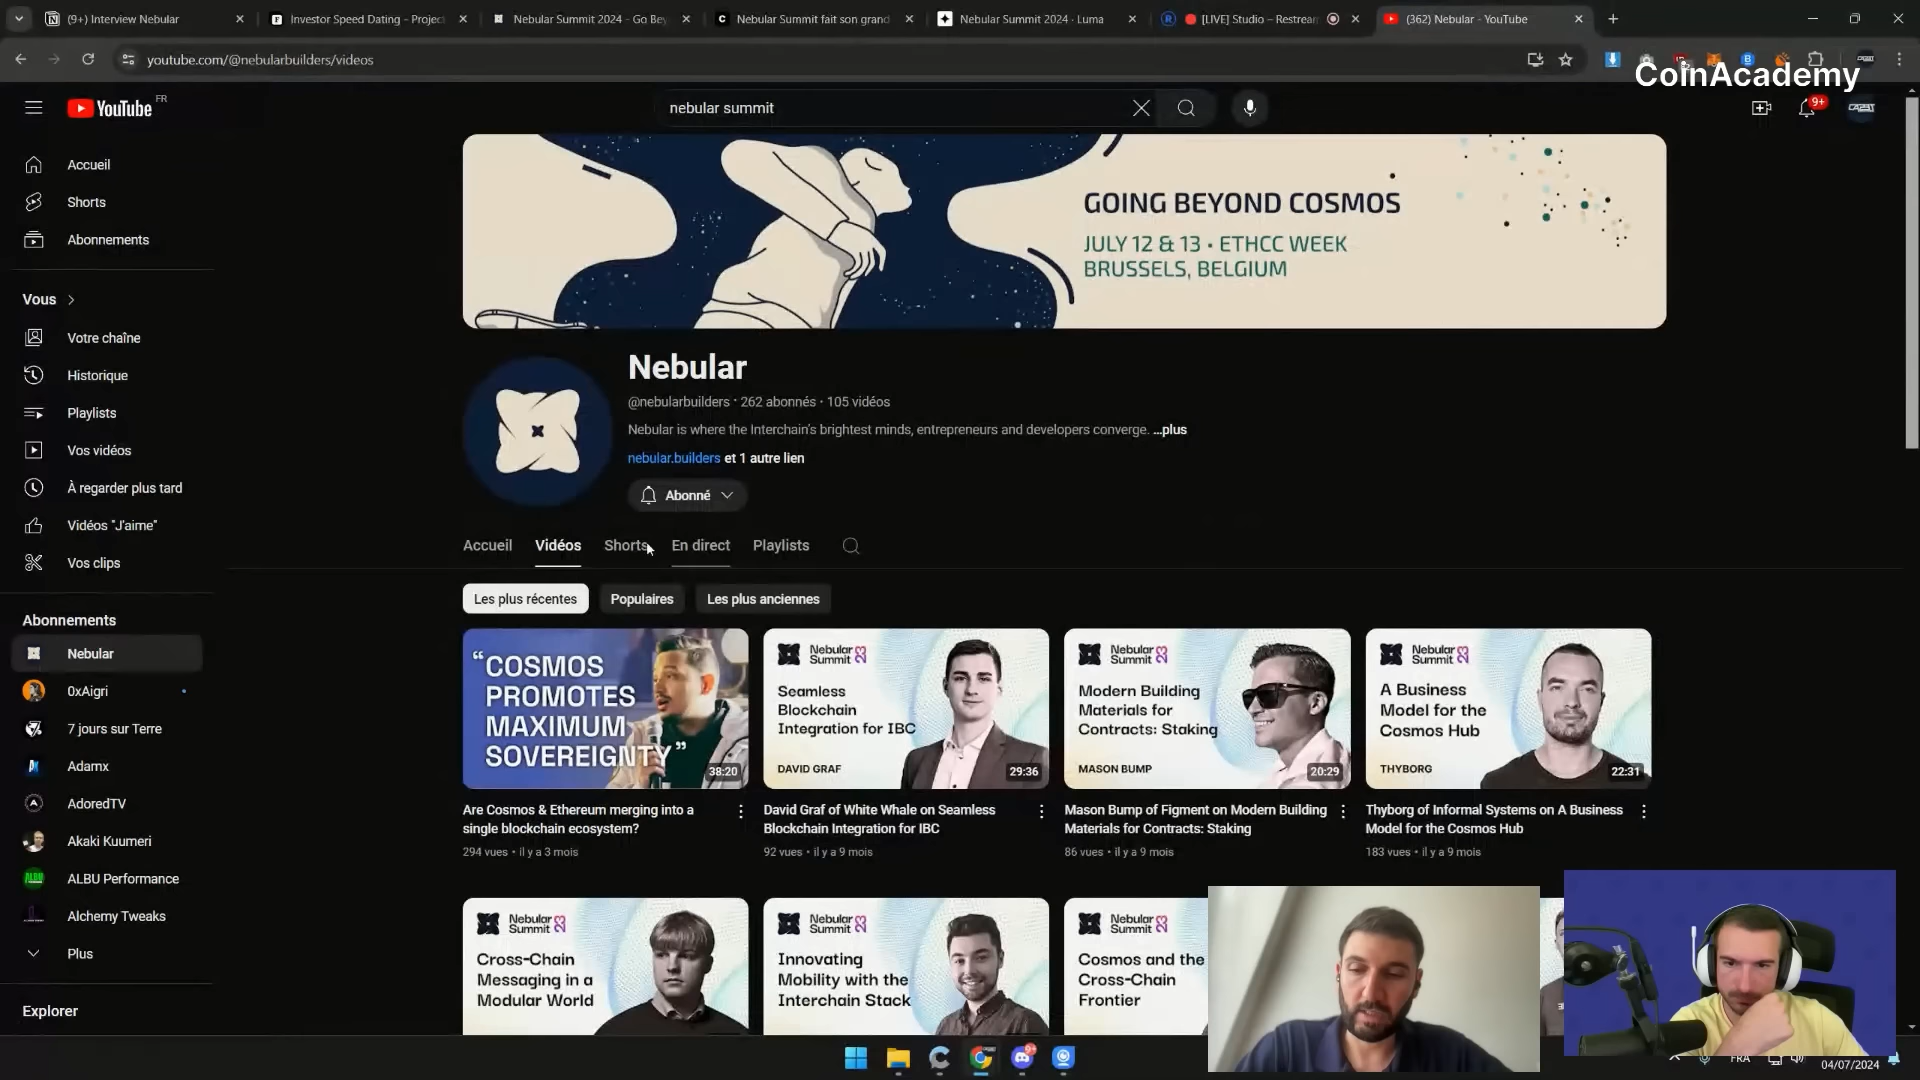 (9+) Interview Nebular
Investor Speed Dating – Project
Nebular Summit 2024 - Go Bey
Nebular Summit fait son grand
Nebular Summit 2024 · Luma
[LIVE] Studio – Restream
(362) Nebular - YouTube
youtube.com/@nebularbuilders/videos
CoinAcademy
YouTube FR
nebular summit
9+
Accueil
Shorts
Abonnements
Vous
Votre chaîne
Historique
Playlists
Vos vidéos
À regarder plus tard
Vidéos "J'aime"
Vos clips
Abonnements
Nebular
0xAigri
7 jours sur Terre
Adamx
AdoredTV
Akaki Kuumeri
ALBU Performance
Alchemy Tweaks
Plus
Explorer
GOING BEYOND COSMOS
JULY 12 & 13 • ETHCC WEEK
BRUSSELS, BELGIUM
Nebular
@nebularbuilders · 262 abonnés · 105 vidéos
Nebular is where the Interchain's brightest minds, entrepreneurs and developers converge. ...plus
nebular.builders et 1 autre lien
Abonné
Accueil Vidéos Shorts En direct Playlists
Les plus récentes Populaires Les plus anciennes
“COSMOS
PROMOTES
MAXIMUM
SOVEREIGNTY”
38:20
Are Cosmos & Ethereum merging into a
single blockchain ecosystem?
294 vues • il y a 3 mois
Nebular
Summit 23
Seamless
Blockchain
Integration for IBC
DAVID GRAF
29:36
David Graf of White Whale on Seamless
Blockchain Integration for IBC
92 vues • il y a 9 mois
Nebular
Summit 23
Modern Building
Materials for
Contracts: Staking
MASON BUMP
20:29
Mason Bump of Figment on Modern Building
Materials for Contracts: Staking
86 vues • il y a 9 mois
Nebular
Summit 23
A Business
Model for the
Cosmos Hub
THYBORG
22:31
Thyborg of Informal Systems on A Business
Model for the Cosmos Hub
183 vues • il y a 9 mois
Nebular
Summit 23
Cross-Chain
Messaging in a
Modular World
Nebular
Summit 23
Innovating
Mobility with the
Interchain Stack
Nebular
Summit 23
Cosmos and the
Cross-Chain
Frontier
9+
FRA
04/07/2024